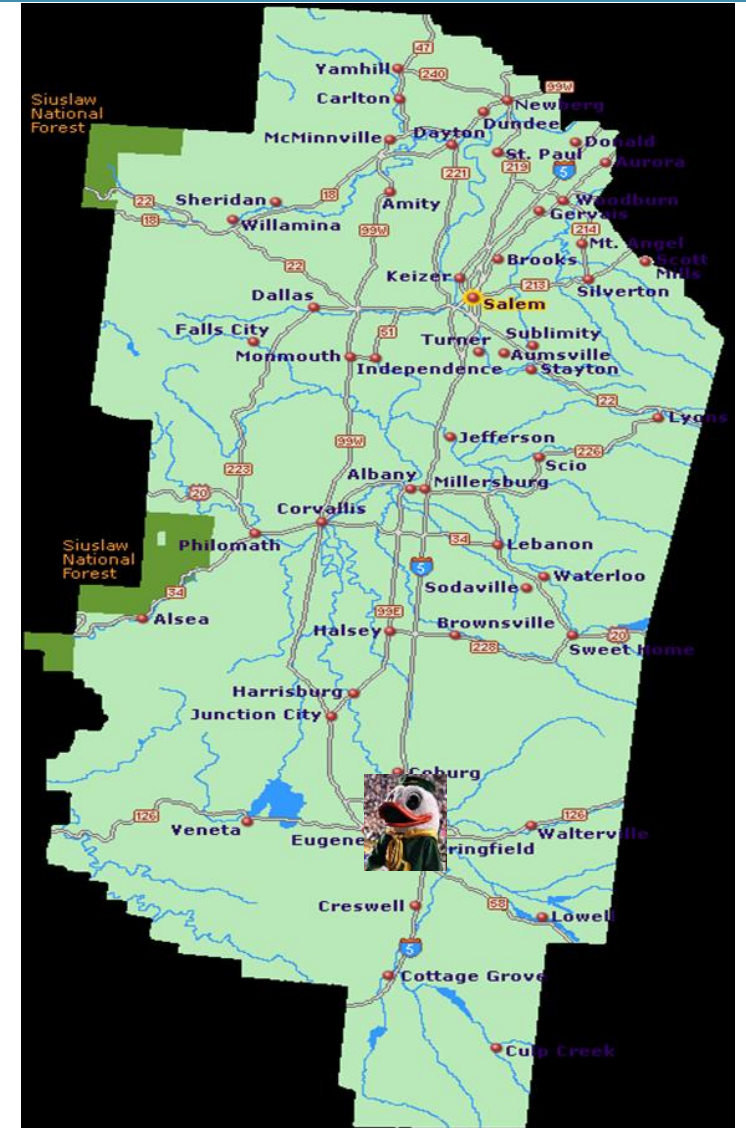 47
Yamhill
240
99W
Siuslaw
National
Forest
Carlton
Newberg
Dundee
McMinnville
Dayton
Donald
St. Paul
Aurora
219
5
221
18
22
Sheridan
Amity
Woodburn
Gervais
18
Willamina
99W
214
Mt. Angel
22
Brooks
Scott
Mills
Keizer
213
Silverton
Dallas
Salem
Falls City
51
Turner
Sublimity
Monmouth
Independence
Aumsville
Stayton
22
Lyons
99W
Jefferson
226
223
Scio
Albany
Millersburg
20
Corvallis
Siuslaw
National
Forest
Philomath
34
Lebanon
5
Waterloo
Sodaville
34
99E
Alsea
Halsey
Brownsville
228
20
Sweet Home
Harrisburg
Junction City
Coburg
126
126
Veneta
Walterville
Eugene
ringfield
Creswell
58
Lowell
5
Cottage Grove
Culp Creek